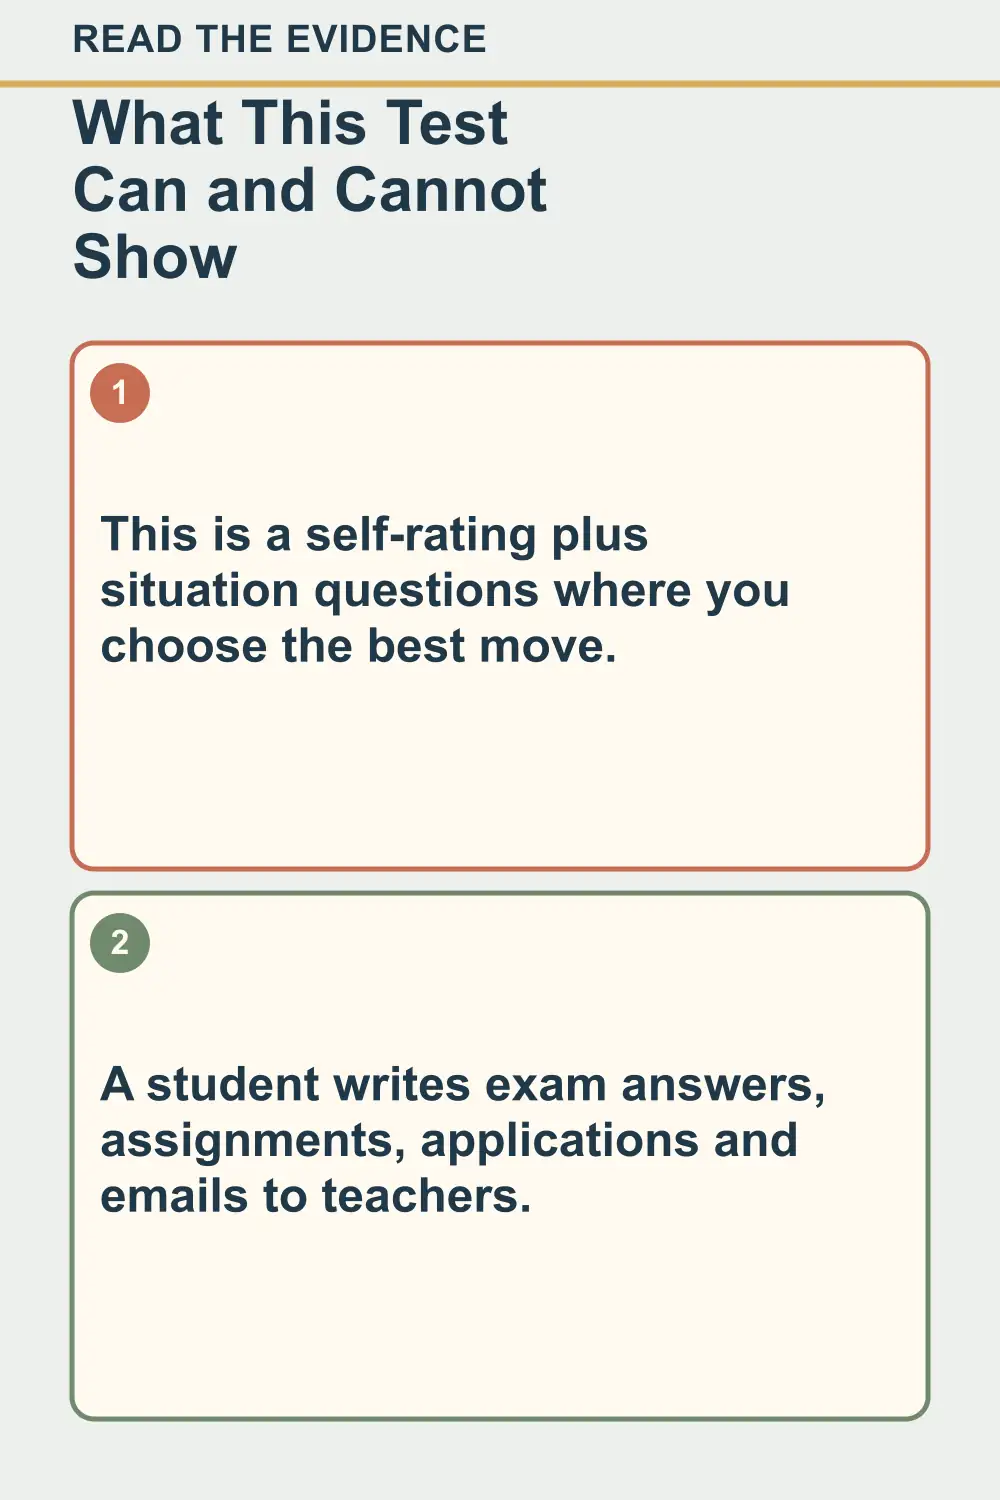 READ THE EVIDENCE
What This Test
Can and Cannot
Show
1
This is a self-rating plus
situation questions where you
choose the best move.
2
A student writes exam answers,
assignments, applications and
emails to teachers.